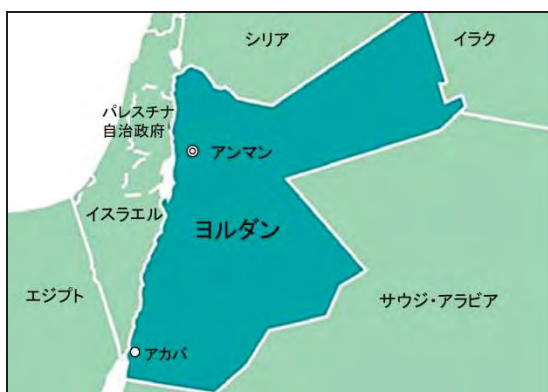 シリア
イラク
パレスチナ
自治政府
アンマン
イスラエル
ヨルダン
エジプト
サウジ・アラビア
アカバ